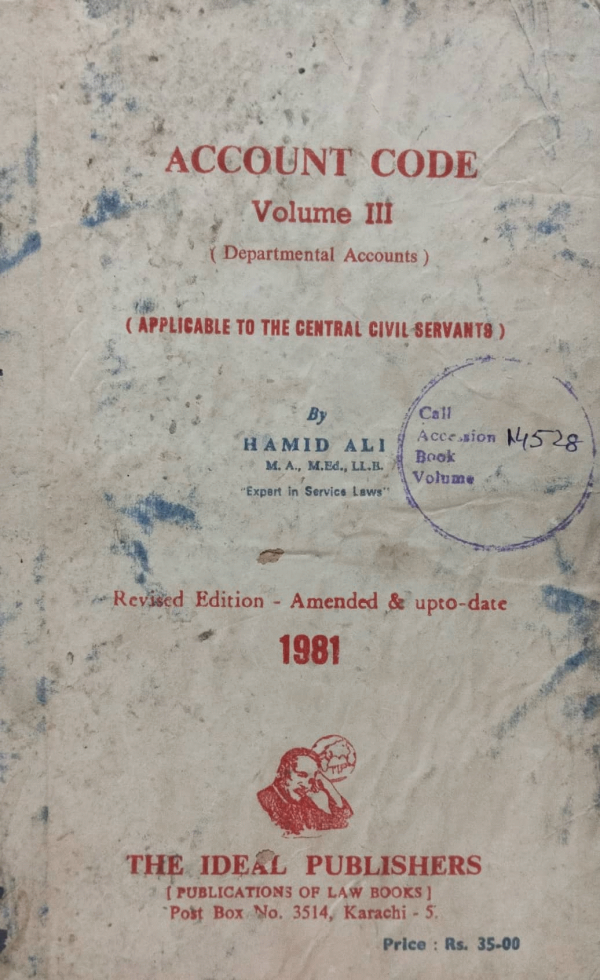 ACCOUNT CODE
Volume III
( Departmental Accounts )
( APPLICABLE TO THE CENTRAL CIVIL SERVANTS )
By
HAMID ALI
M. A., M.Ed., LL.B.
"Expert in Service Laws"
Call
Accession 14528
Book
Volume
Revised Edition - Amended & upto-date
1981
THE IDEAL PUBLISHERS
[ PUBLICATIONS OF LAW BOOKS ]
Post Box No. 3514, Karachi - 5.
Price : Rs. 35-00